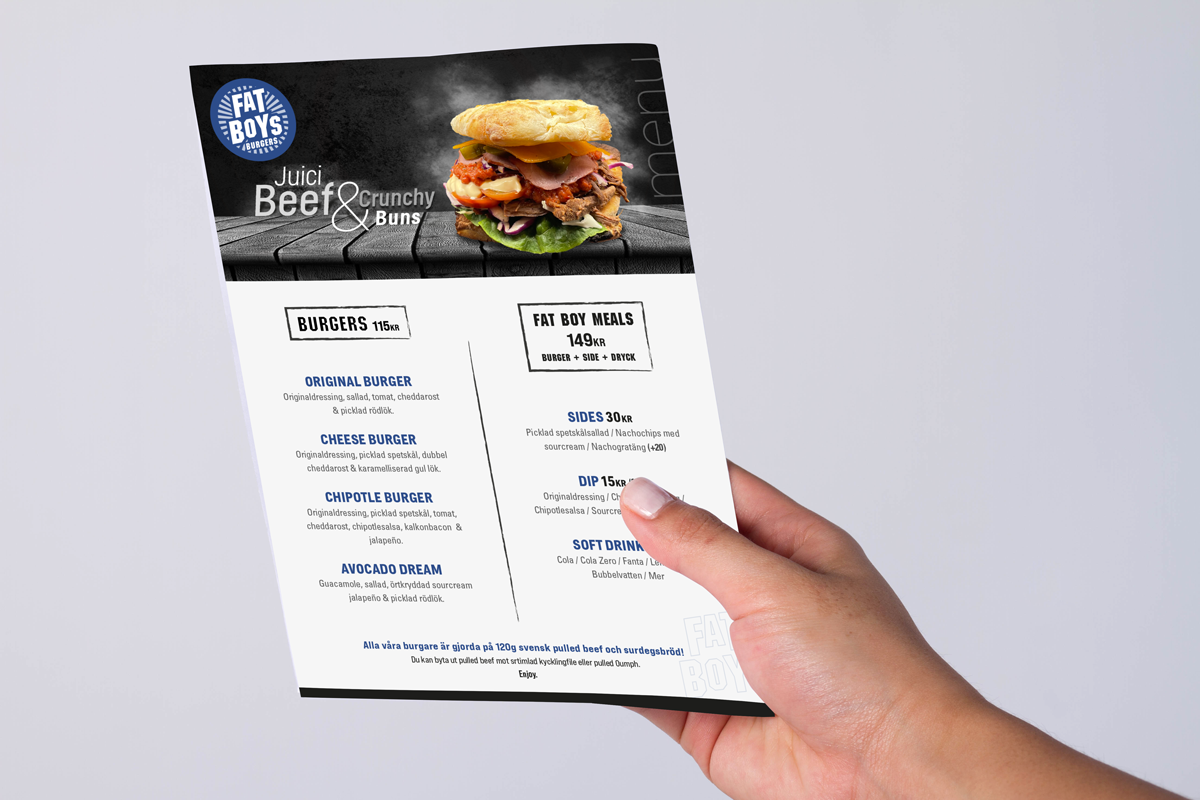 FAT
BOYS
BURGERS
menu
Juici
Beef & Crunchy
Buns
BURGERS 115KR
ORIGINAL BURGER
Originaldressing, sallad, tomat, cheddarost
& picklad rödlök.
CHEESE BURGER
Originaldressing, picklad spetskål, dubbel
cheddarost & karamelliserad gul lök.
CHIPOTLE BURGER
Originaldressing, picklad spetskål, tomat,
cheddarost, chipotlesalsa, kalkonbacon &
jalapeño.
AVOCADO DREAM
Guacamole, sallad, örtkryddad sourcream
jalapeño & picklad rödlök.
FAT BOY MEALS
149KR
BURGER + SIDE + DRYCK
SIDES 30KR
Picklad spetskålsallad / Nachochips med
sourcream / Nachogratäng (+20)
DIP 15KR
Originaldressing /
Chipotlesalsa /
SOFT DRINK
Cola / Cola Zero / Fanta /
Bubbelvatten / Mer
Alla våra burgare är gjorda på 120g svensk pulled beef och surdegsbröd!
Du kan byta ut pulled beef mot srtimlad kycklingfile eller pulled Oumph.
Enjoy.
FAT
BOY